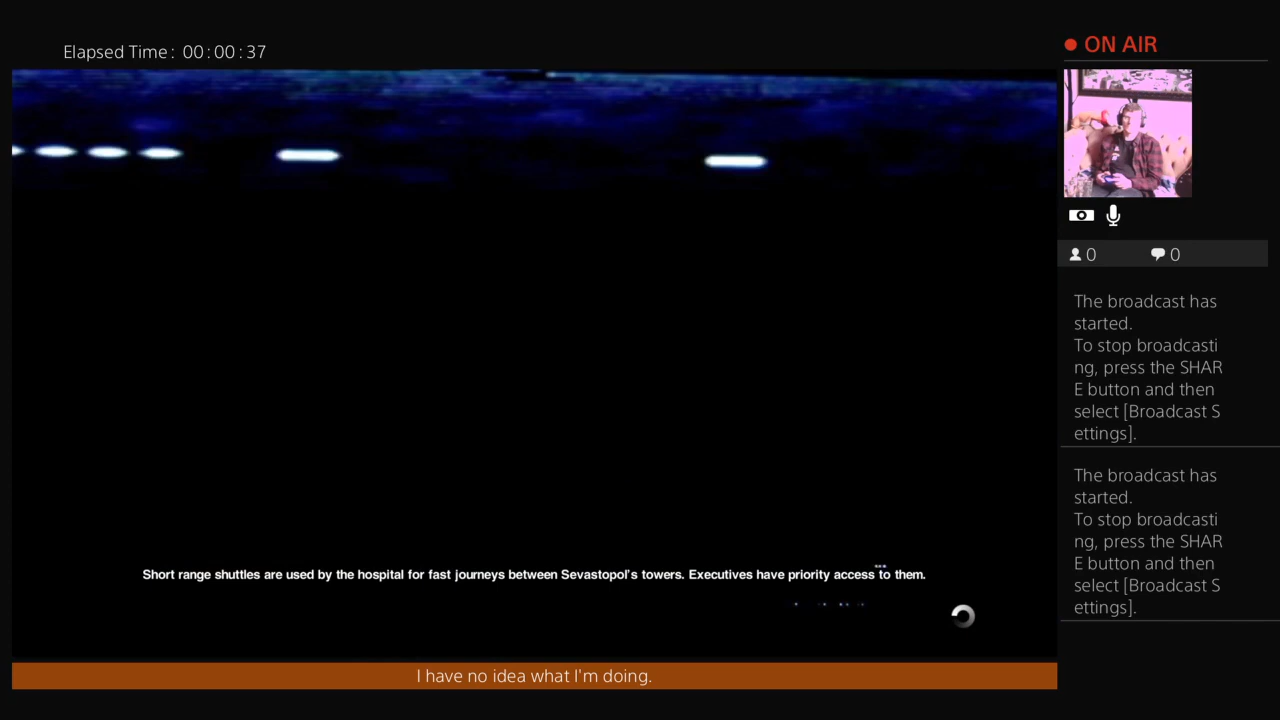 Elapsed Time: 00:00:37
ON AIR
0
0
The broadcast has
started.
To stop broadcasti
ng, press the SHAR
E button and then
select [Broadcast S
ettings].
The broadcast has
started.
To stop broadcasti
ng, press the SHAR
E button and then
select [Broadcast S
ettings].
Short range shuttles are used by the hospital for fast journeys between Sevastopol's towers. Executives have priority access to them.
I have no idea what I'm doing.